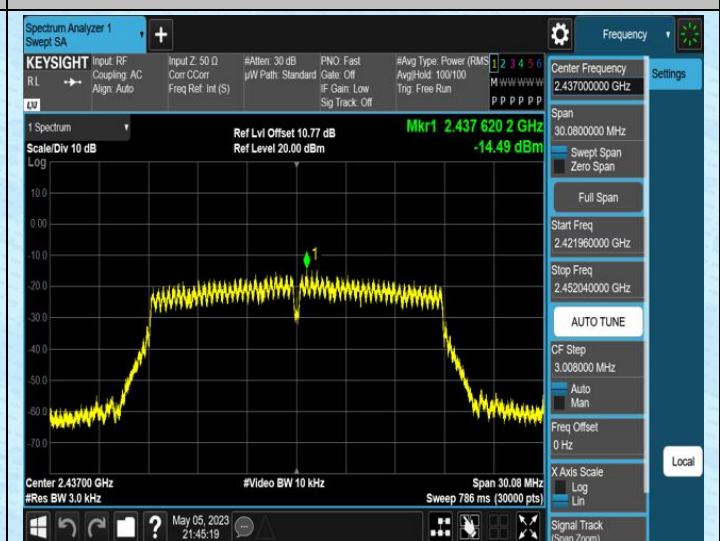 Spectrum Analyzer 1
Swept SA
+
Frequency
KEYSIGHT
RL
LXI
Input: RF
Coupling: AC
Align: Auto
Input Z: 50 Ω
Corr CCorr
Freq Ref: Int (S)
#Atten: 30 dB
µW Path: Standard
PNO: Fast
Gate: Off
IF Gain: Low
Sig Track: Off
#Avg Type: Power (RMS
Avg|Hold: 100/100
Trig: Free Run
1 2 3 4 5 6
M W W W W W
P P P P P P
Center Frequency
2.437000000 GHz
Settings
Span
30.0800000 MHz
Swept Span
Zero Span
Full Span
Start Freq
2.421960000 GHz
Stop Freq
2.452040000 GHz
AUTO TUNE
CF Step
3.008000 MHz
Auto
Man
Freq Offset
0 Hz
X Axis Scale
Log
Lin
Local
Signal Track
(Span Zoom)
1 Spectrum
Scale/Div 10 dB
Log
Ref Lvl Offset 10.77 dB
Ref Level 20.00 dBm
Mkr1 2.437 620 2 GHz
-14.49 dBm
10.0
0.00
-10.0
-20.0
-30.0
-40.0
-50.0
-60.0
-70.0
1
Center 2.43700 GHz
#Res BW 3.0 kHz
#Video BW 10 kHz
Span 30.08 MHz
Sweep 786 ms (30000 pts)
?
May 05, 2023
21:45:19